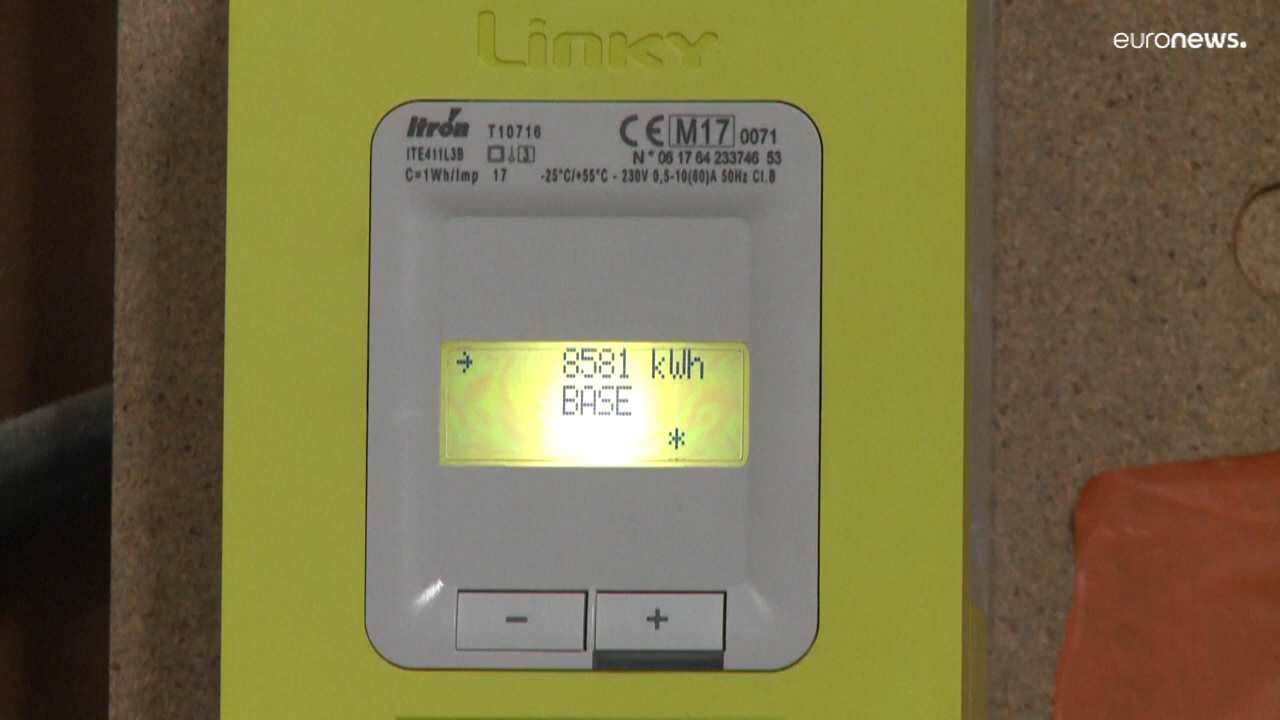 Linky
euronews.
Itron T10716
CE M17 0071
ITE411L3B 3
N° 06 17 64 233746 53
C=1Wh/Imp 17 -25°C/+55°C - 230V 0,5-10(60)A 50Hz Cl.B
→ 8581 kWh
BASE
*
- +